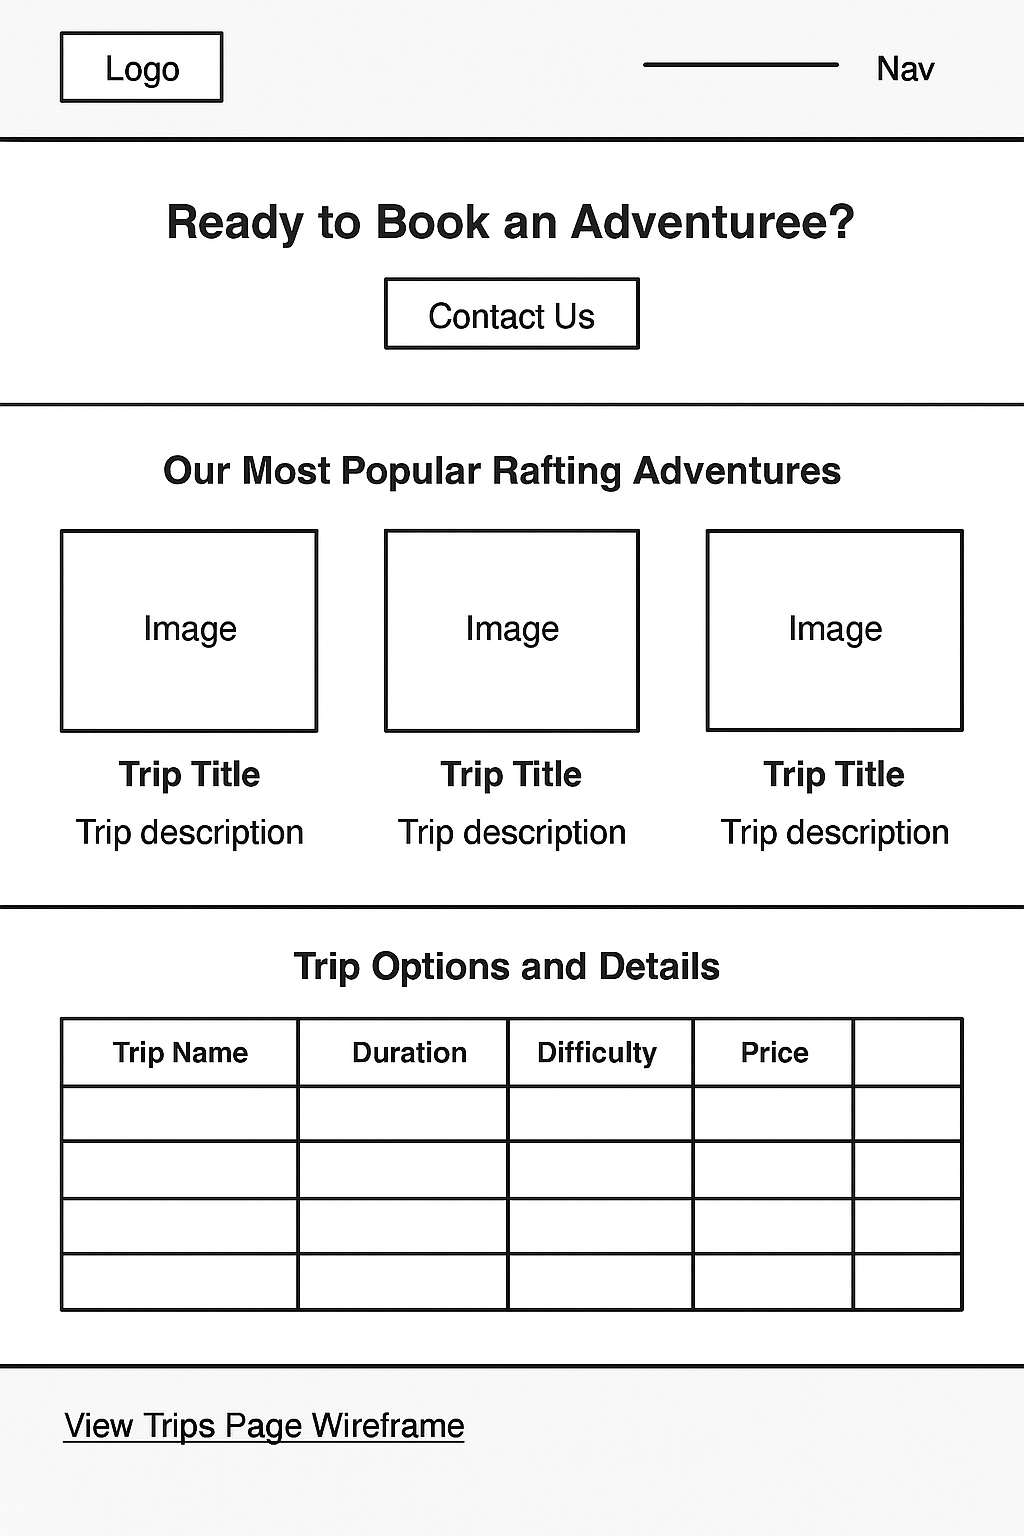 Logo
Nav
Ready to Book an Adventuree?
Contact Us
Our Most Popular Rafting Adventures
Image Image Image
Trip Title Trip Title Trip Title
Trip description Trip description Trip description
Trip Options and Details
Trip Name Duration Difficulty Price
View Trips Page Wireframe